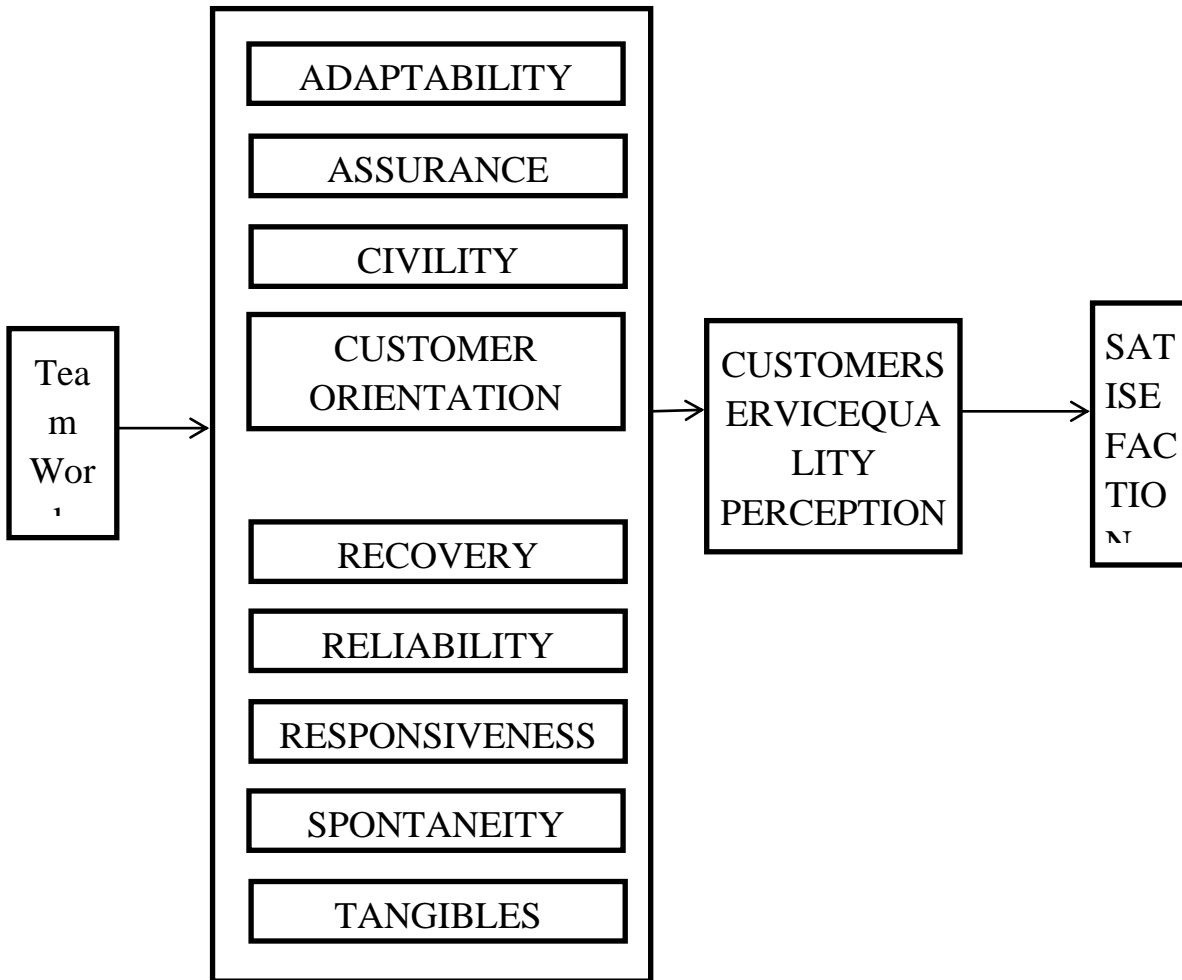 ADAPTABILITY
ASSURANCE
CIVILITY
CUSTOMER
ORIENTATION
RECOVERY
RELIABILITY
RESPONSIVENESS
SPONTANEITY
TANGIBLES
Tea
m
Wor
CUSTOMERS
ERVICEQUA
LITY
PERCEPTION
SAT
ISE
FAC
TIO
N